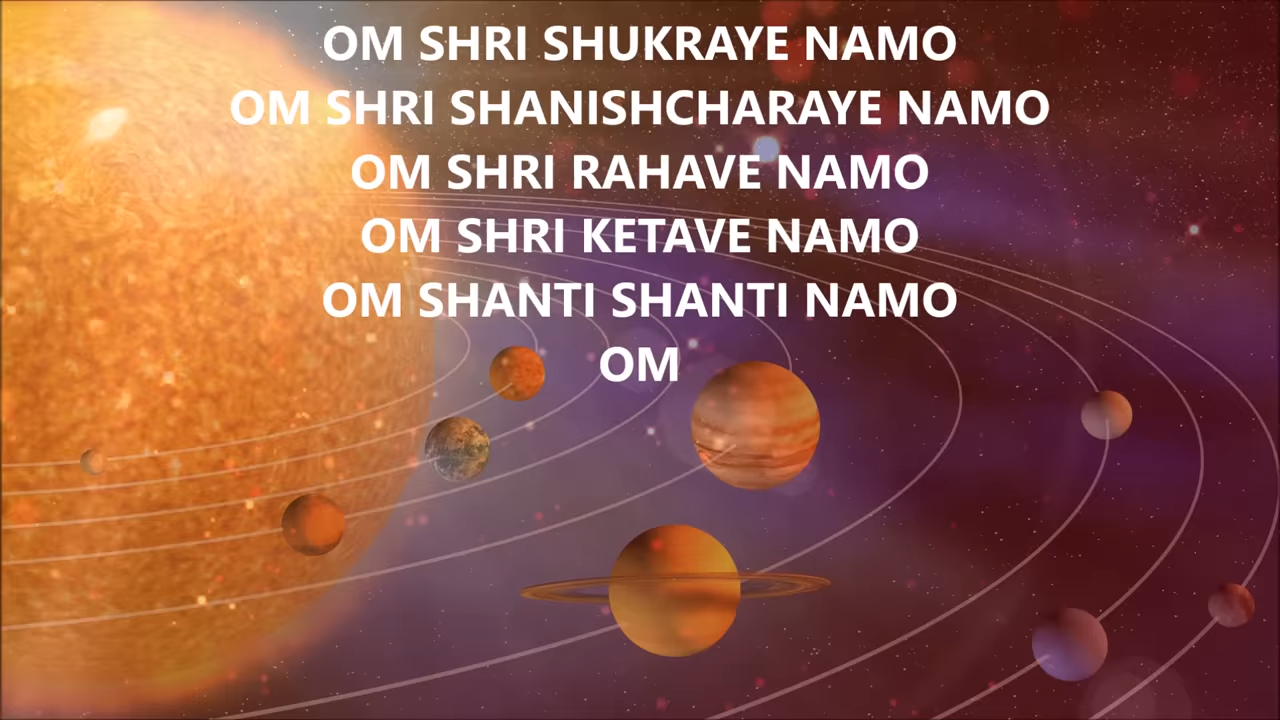 OM SHRI SHUKRAYE NAMO
OM SHRI SHANISHCHARAYE NAMO
OM SHRI RAHAVE NAMO
OM SHRI KETAVE NAMO
OM SHANTI SHANTI NAMO
OM